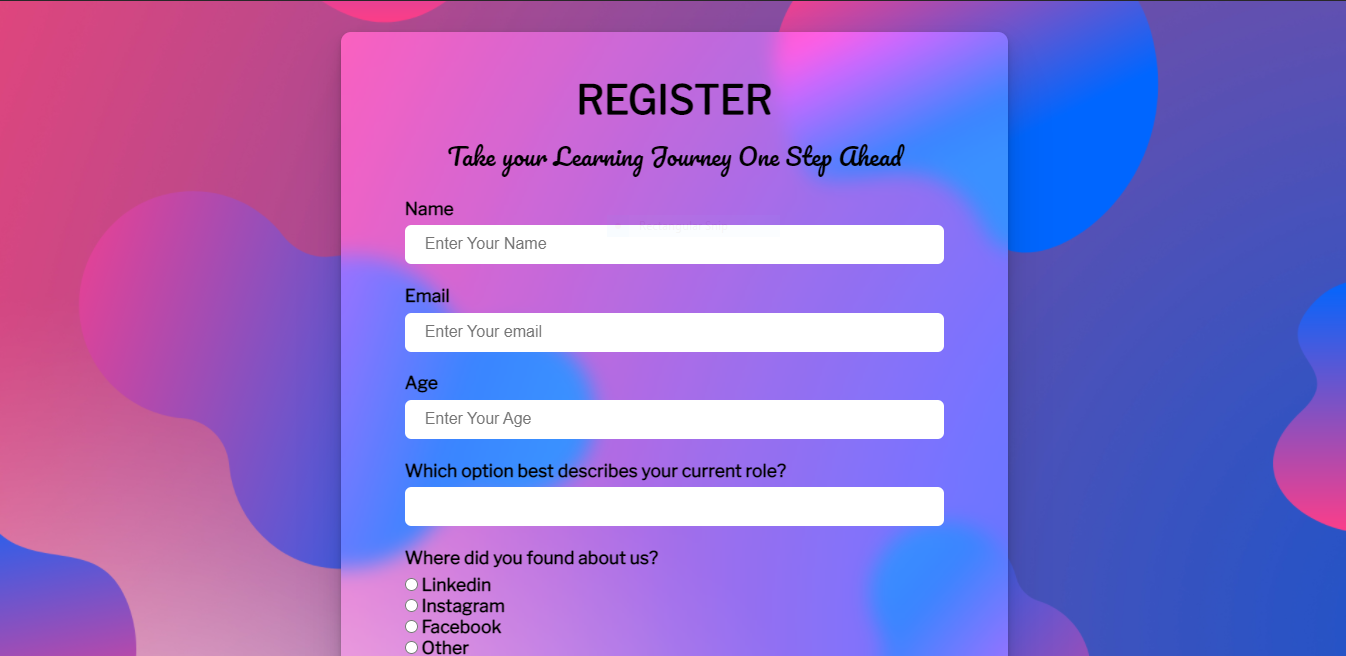 REGISTER
Take your Learning Journey One Step Ahead
Name
Enter Your Name
Email
Enter Your email
Age
Enter Your Age
Which option best describes your current role?
Where did you found about us?
Linkedin
Instagram
Facebook
Other